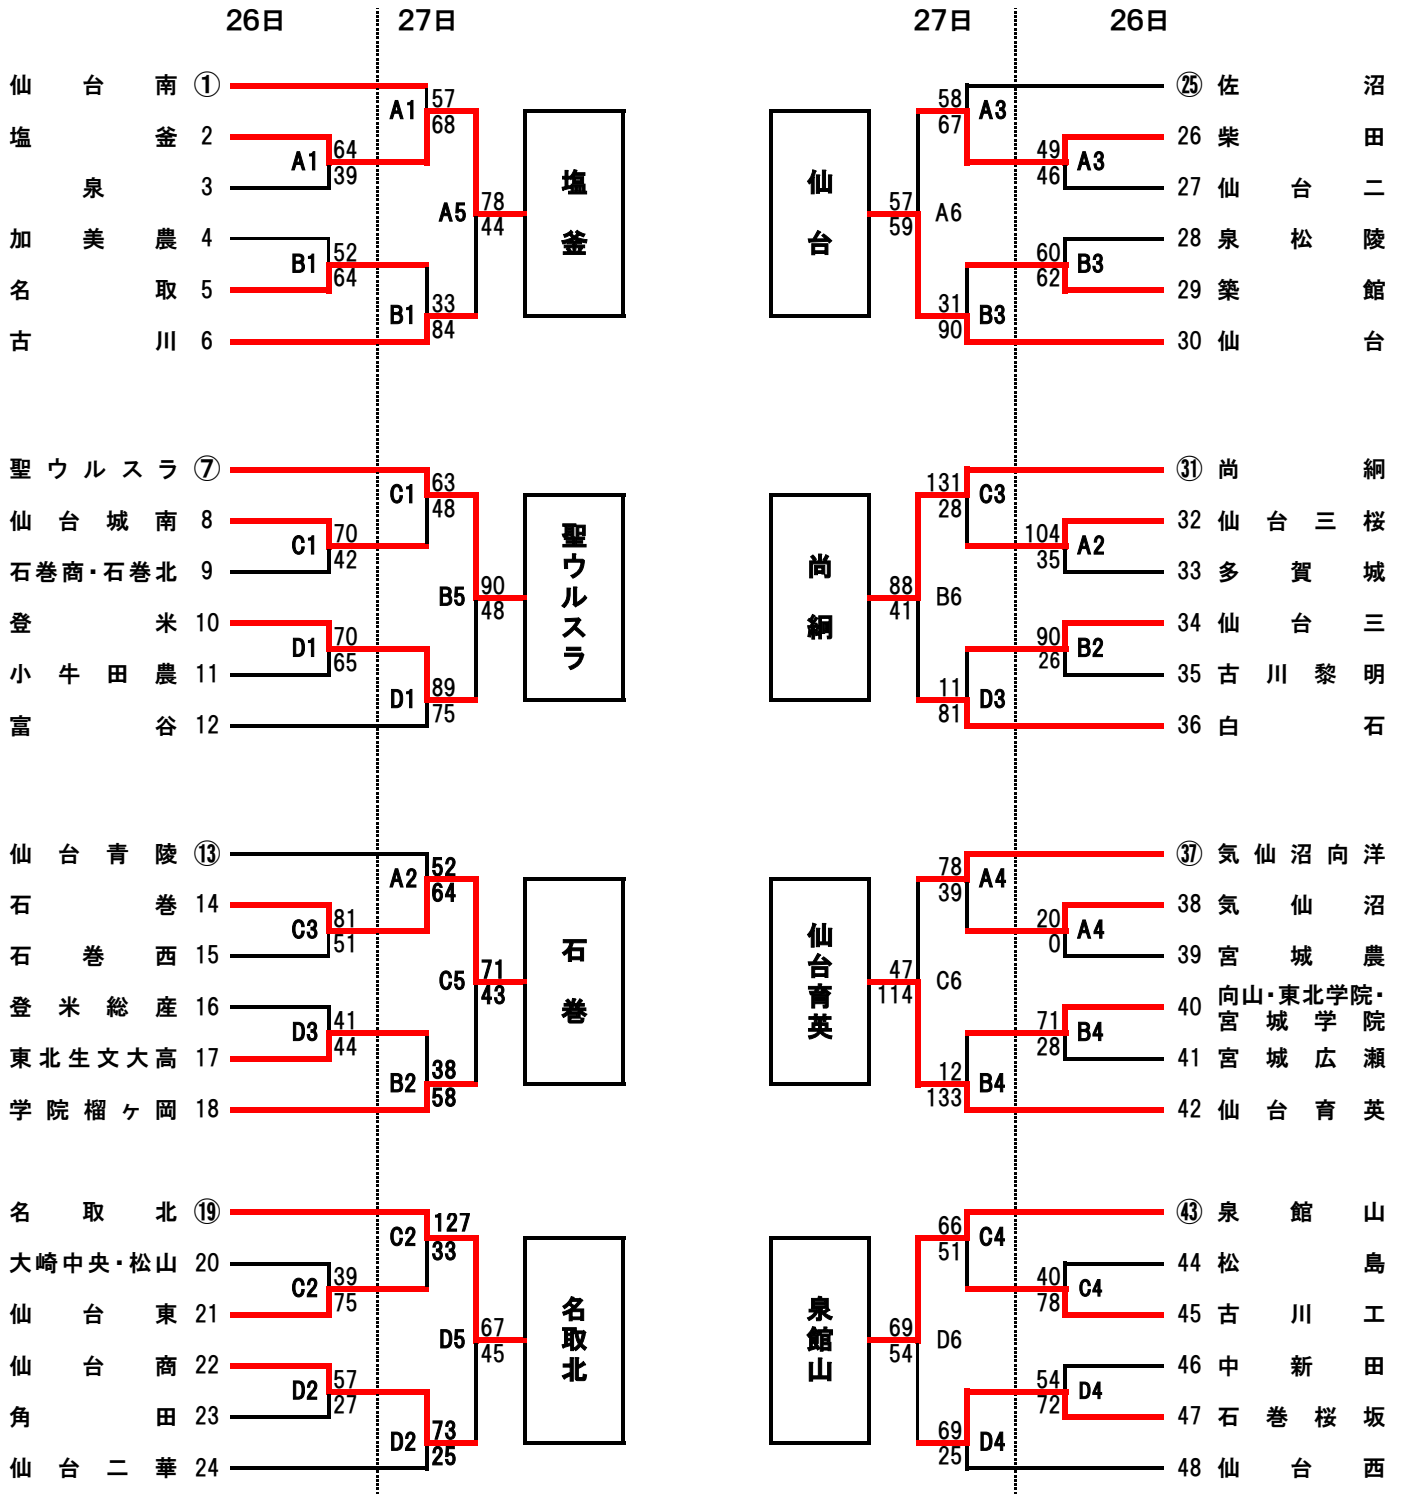 26日 27日 27日 26日
仙台南 ①
塩釜 2
泉 3
加美農 4
名取 5
古川 6
A1 64 39
B1 52 64
A1 57 68
B1 33 84
A5 78 44
塩釜
聖ウルスラ ⑦
仙台城南 8
石巻商・石巻北 9
登米 10
小牛田農 11
富谷 12
C1 70 42
D1 70 65
C1 63 48
D1 89 75
B5 90 48
聖ウルスラ
仙台青陵 ⑬
石巻 14
石巻西 15
登米総産 16
東北生文大高 17
学院榴ヶ岡 18
C3 81 51
D3 41 44
A2 52 64
B2 38 58
C5 71 43
石巻
名取北 ⑲
大崎中央・松山 20
仙台東 21
仙台商 22
角田 23
仙台二華 24
C2 39 75
D2 57 27
C2 127 33
D2 73 25
D5 67 45
名取北
㉕ 佐沼
26 柴田
27 仙台二
28 泉松陵
29 築館
30 仙台
49 46 A3
60 62 B3
58 67 A3
31 90 B3
57 59 A6
仙台
㉛ 尚絅
32 仙台三桜
33 多賀城
34 仙台三
35 古川黎明
36 白石
104 35 A2
90 26 B2
131 28 C3
11 81 D3
88 41 B6
尚絅
㊲ 気仙沼向洋
38 気仙沼
39 宮城農
40 向山・東北学院・
宮城学院
41 宮城広瀬
42 仙台育英
20 0 A4
71 28 B4
78 39 A4
12 133 B4
47 114 C6
仙台育英
㊸ 泉館山
44 松島
45 古川工
46 中新田
47 石巻桜坂
48 仙台西
40 78 C4
54 72 D4
66 51 C4
69 25 D4
69 54 D6
泉館山